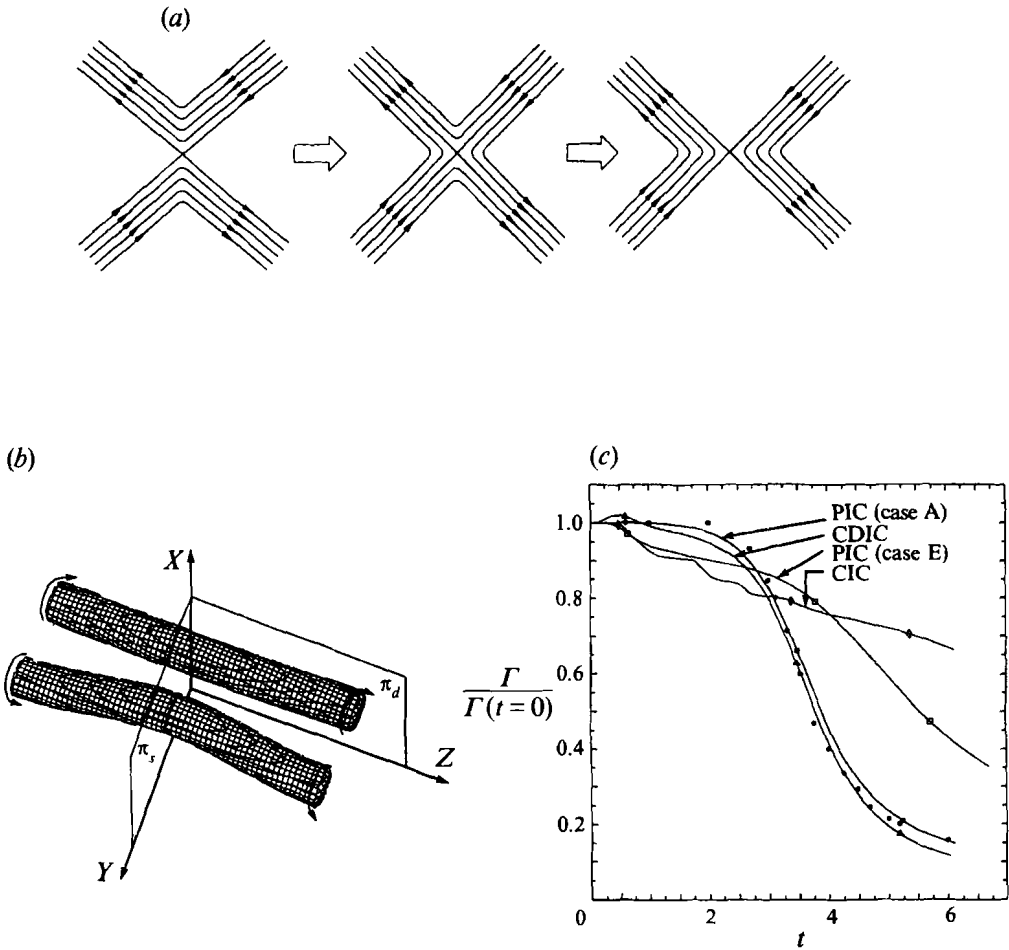 (a)
(b)
X
π_d
π_s
Z
Y
(c)
1.0
0.8
0.6
0.4
0.2
0
2
4
6
t
Γ
Γ(t = 0)
PIC (case A)
CDIC
PIC (case E)
CIC